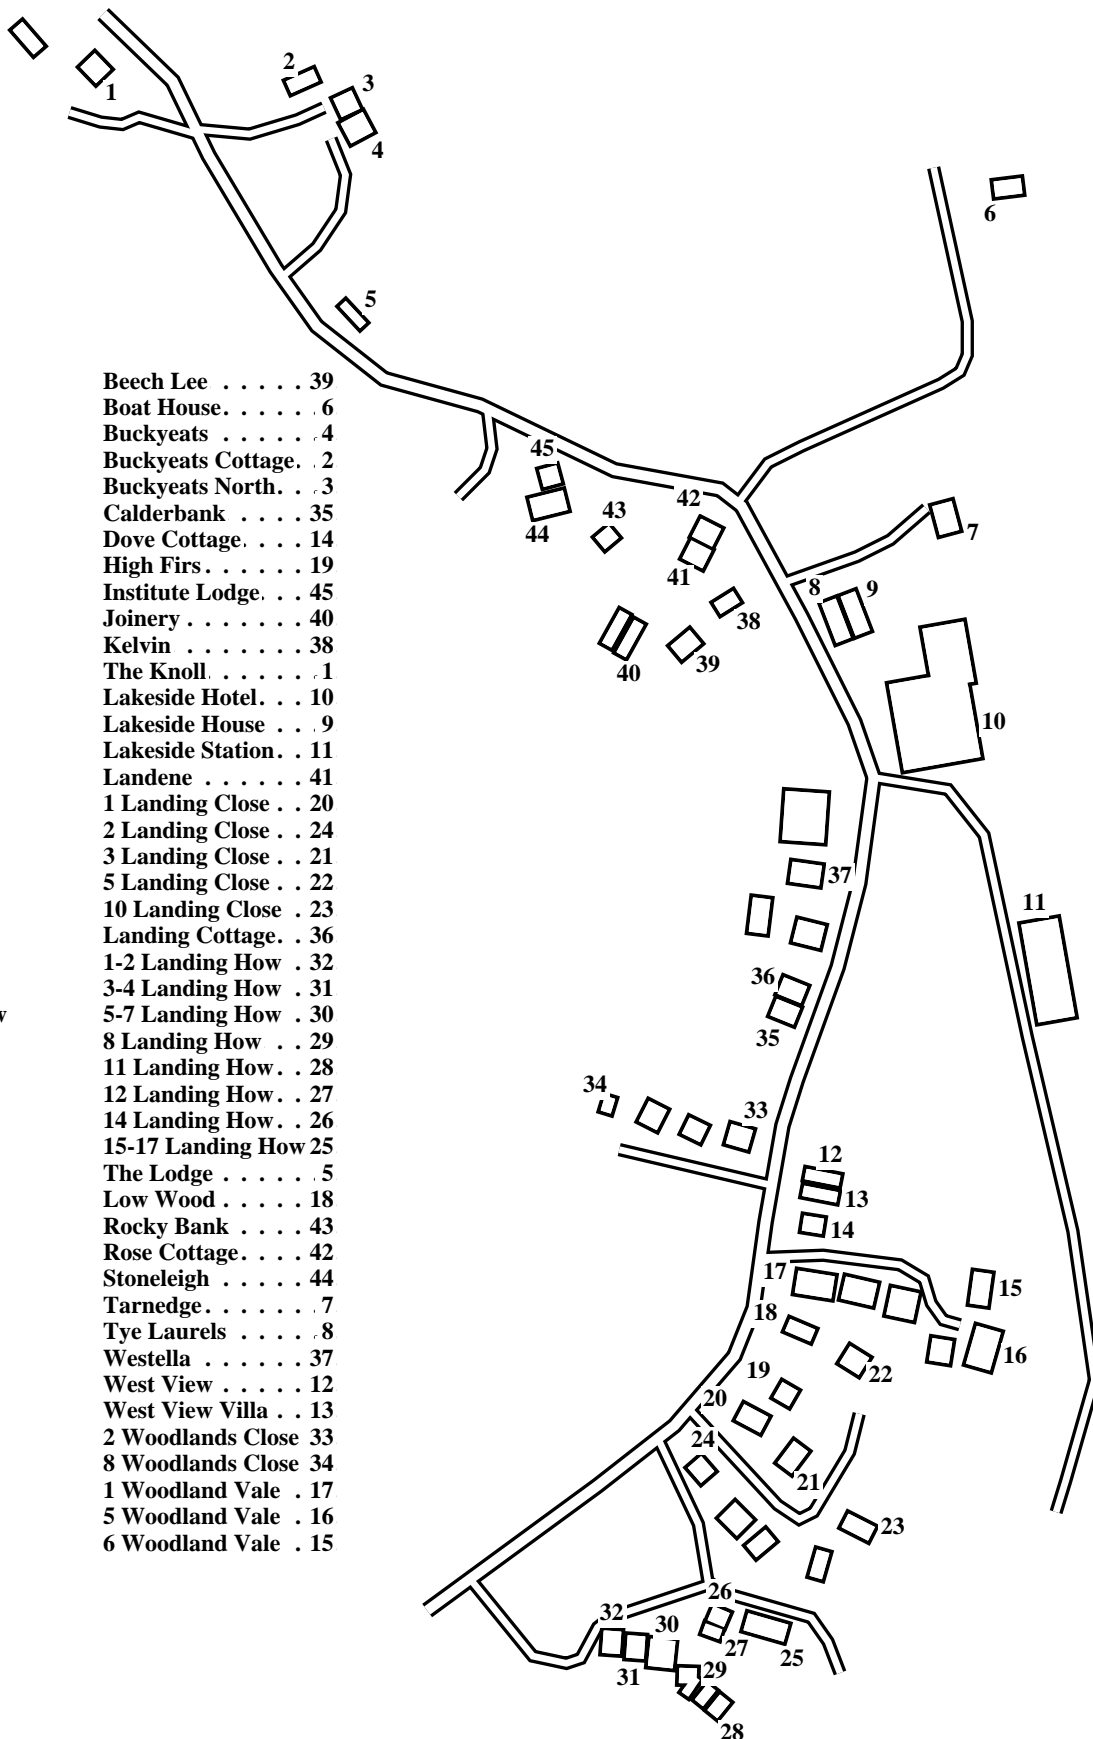 1
2
3
4
5
6
7
8
9
10
11
12
13
14
15
16
17
18
19
20
21
22
23
24
25
26
27
28
29
30
31
32
33
34
35
36
37
38
39
40
41
42
43
44
45
Beech Lee . . . . . 39
Boat House . . . . . . 6
Buckyeats . . . . . . 4
Buckyeats Cottage . . 2
Buckyeats North . . . 3
Calderbank . . . . . 35
Dove Cottage . . . . 14
High Firs . . . . . . 19
Institute Lodge . . . 45
Joinery . . . . . . . 40
Kelvin . . . . . . . 38
The Knoll . . . . . . . 1
Lakeside Hotel . . . 10
Lakeside House . . . 9
Lakeside Station . . 11
Landene . . . . . . 41
1 Landing Close . . 20
2 Landing Close . . 24
3 Landing Close . . 21
5 Landing Close . . 22
10 Landing Close . 23
Landing Cottage . . 36
1-2 Landing How . 32
3-4 Landing How . 31
5-7 Landing How . 30
8 Landing How . . 29
11 Landing How . . 28
12 Landing How . . 27
14 Landing How . . 26
15-17 Landing How 25
The Lodge . . . . . . 5
Low Wood . . . . . 18
Rocky Bank . . . . 43
Rose Cottage . . . . 42
Stoneleigh . . . . . 44
Tarnedge . . . . . . . 7
Tye Laurels . . . . . 8
Westella . . . . . . 37
West View . . . . . 12
West View Villa . . 13
2 Woodlands Close 33
8 Woodlands Close 34
1 Woodland Vale . 17
5 Woodland Vale . 16
6 Woodland Vale . 15